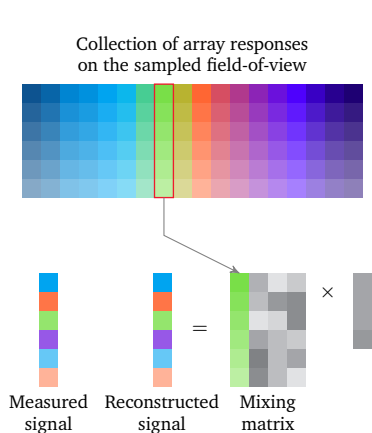 Collection of array responses
on the sampled field-of-view
×
=
Measured
signal
Reconstructed
signal
Mixing
matrix